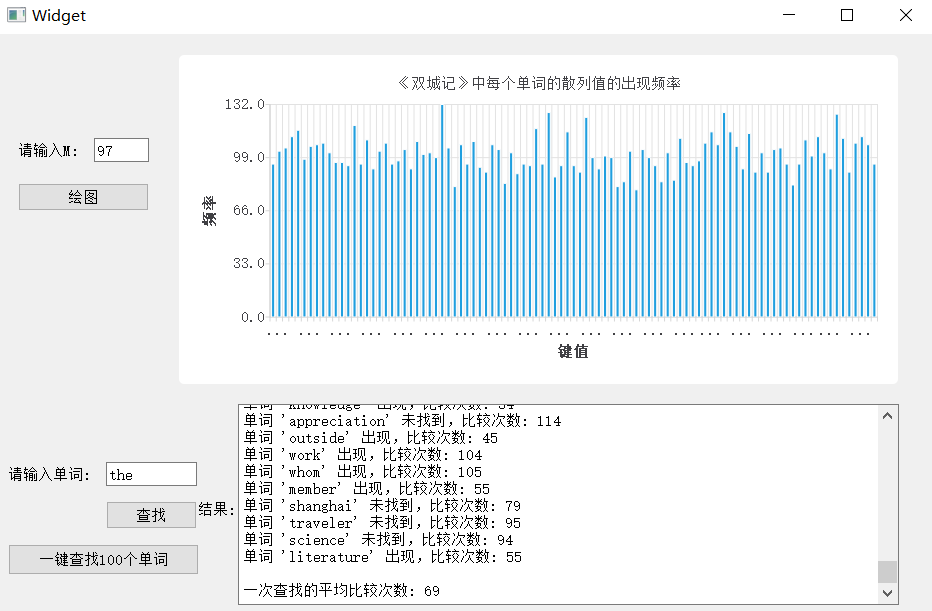 Widget
《双城记》中每个单词的散列值的出现频率
请输入M:
97
绘图
频率
132.0
99.0
66.0
33.0
0.0
... ... ... ... ... ... ... ... ... ... ... ... ... ... ... ... ... ... ... ...
键值
单词 'knowledge' 出现，比较次数: 54
单词 'appreciation' 未找到，比较次数: 114
单词 'outside' 出现，比较次数: 45
单词 'work' 出现，比较次数: 104
单词 'whom' 出现，比较次数: 105
单词 'member' 出现，比较次数: 55
单词 'shanghai' 未找到，比较次数: 79
单词 'traveler' 未找到，比较次数: 95
单词 'science' 未找到，比较次数: 94
单词 'literature' 出现，比较次数: 55
一次查找的平均比较次数: 69
请输入单词:
the
查找
结果:
一键查找100个单词